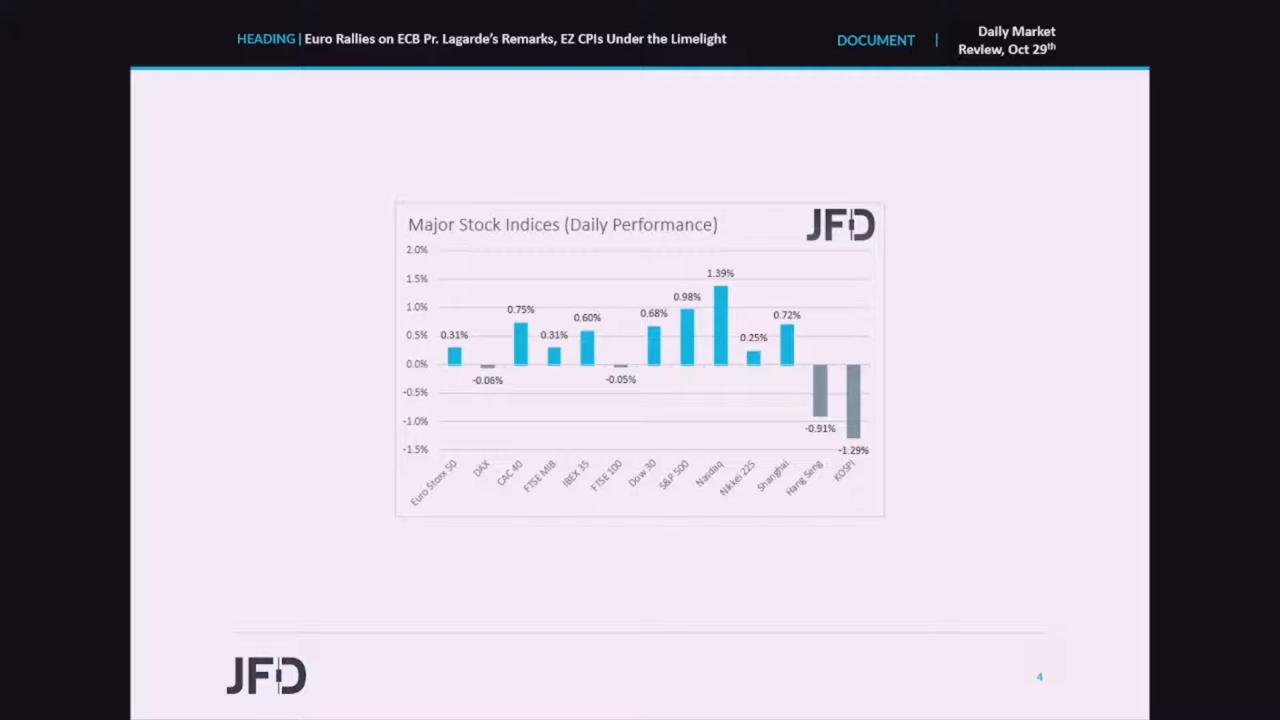 HEADING | Euro Rallies on ECB Pr. Lagarde's Remarks, EZ CPIs Under the Limelight
DOCUMENT | Daily Market
Review, Oct 29th
Major Stock Indices (Daily Performance)
JFD
2.0%
1.5%
1.0%
0.5%
0.0%
-0.5%
-1.0%
-1.5%
0.31%
-0.06%
0.75%
0.31%
0.60%
-0.05%
0.68%
0.98%
1.39%
0.25%
0.72%
-0.91%
-1.29%
Euro Stoxx 50
DAX
CAC 40
FTSE MIB
IBEX 35
FTSE 100
Dow 30
S&P 500
Nasdaq
Nikkei 225
Shanghai
Hang Seng
KOSPI
JFD
4